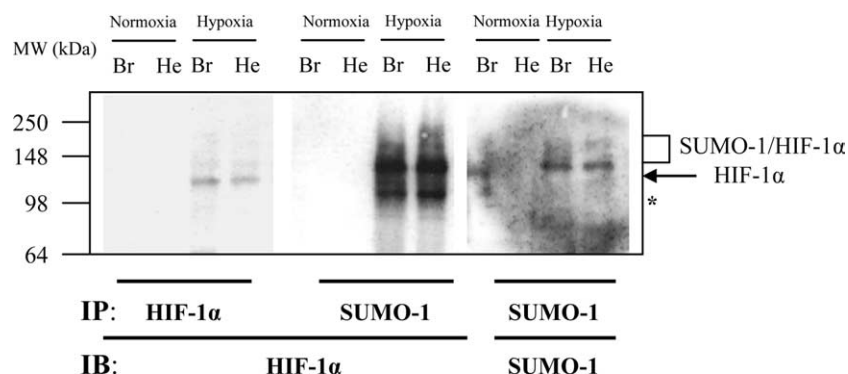 Normoxia Hypoxia Normoxia Hypoxia Normoxia Hypoxia
MW (kDa)
Br He Br He Br He Br He Br He Br He
250
148
98
64
SUMO-1/HIF-1α
HIF-1α
*
IP: HIF-1α SUMO-1 SUMO-1
IB: HIF-1α SUMO-1